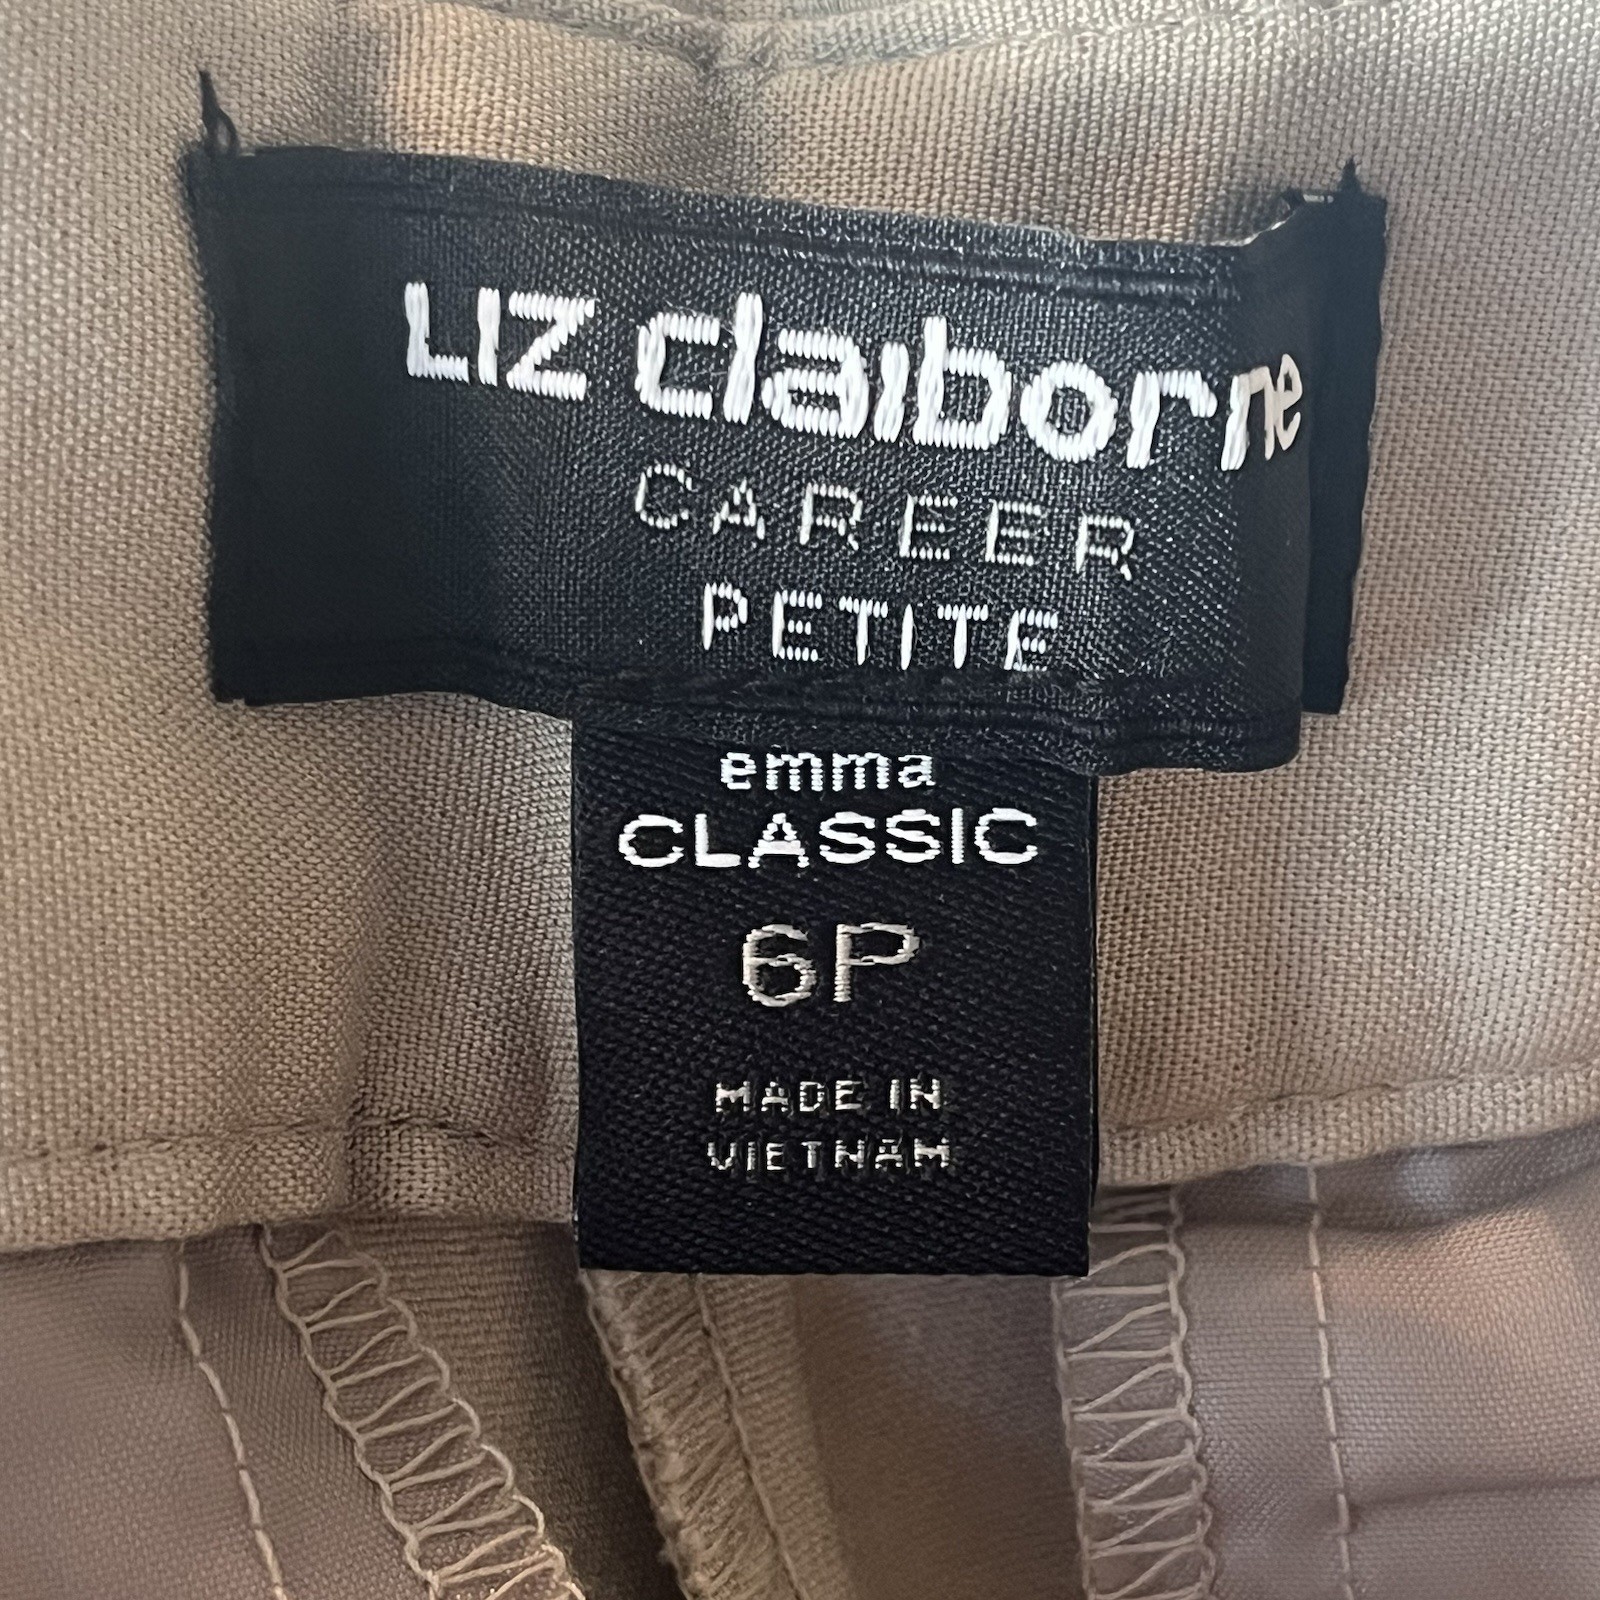 LIZ claiborne
CAREER
PETITE
emma
CLASSIC
6P
MADE IN
VIETNAM